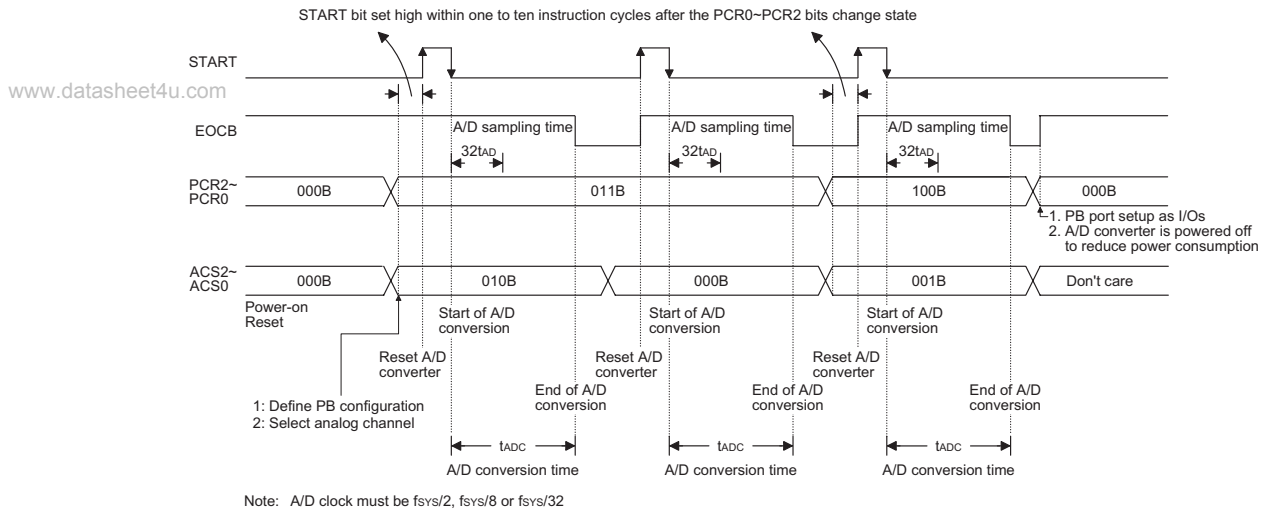 START bit set high within one to ten instruction cycles after the PCR0~PCR2 bits change state
START
www.datasheet4u.com
EOCB
A/D sampling time
A/D sampling time
A/D sampling time
32tAD
32tAD
32tAD
PCR2~
PCR0
000B
011B
100B
000B
1. PB port setup as I/Os
2. A/D converter is powered off
to reduce power consumption
ACS2~
ACS0
000B
010B
000B
001B
Don't care
Power-on
Reset
Start of A/D
conversion
Start of A/D
conversion
Start of A/D
conversion
Reset A/D
converter
Reset A/D
converter
Reset A/D
converter
End of A/D
conversion
End of A/D
conversion
End of A/D
conversion
1: Define PB configuration
2: Select analog channel
tADC
tADC
tADC
A/D conversion time
A/D conversion time
A/D conversion time
Note: A/D clock must be fSYS/2, fSYS/8 or fSYS/32